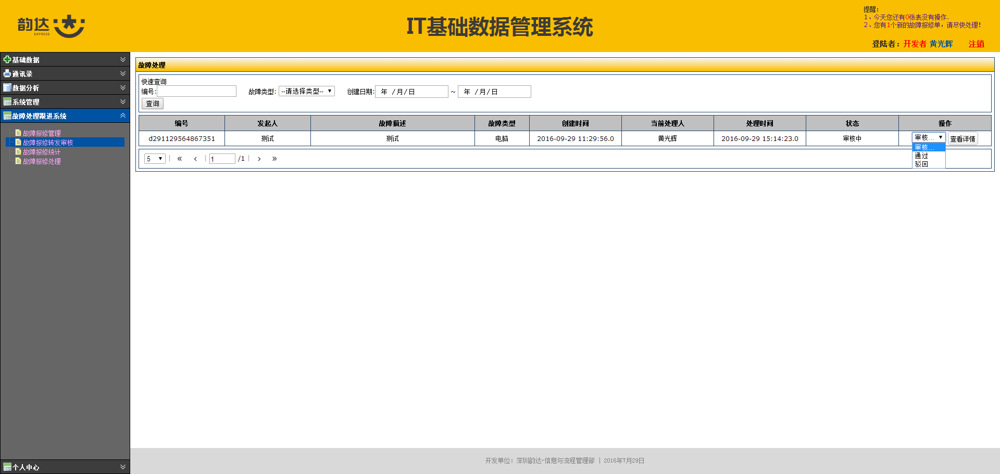 韵达
EXPRESS
IT基础数据管理系统
提醒：
1、今天您还有0张表没有操作.
2、您有1个新的故障报修单，请尽快处理！
登陆者：开发者 黄光辉 注销
基础数据
通讯录
数据分析
系统管理
故障处理跟进系统
故障报修管理
故障报修转发审核
故障报修统计
故障报修处理
个人中心
故障处理
快速查询
编号: 故障类型: --请选择类型-- 创建日期: 年 /月/日 ~ 年 /月/日
查询
编号 发起人 故障描述 故障类型 创建时间 当前处理人 处理时间 状态 操作
d291129564867351 测试 测试 电脑 2016-09-29 11:29:56.0 黄光辉 2016-09-29 15:14:23.0 审核中 审核... 查看详情
审核...
通过
驳回
5 « ‹ 1 /1 › »
开发单位：深圳韵达-信息与流程管理部 | 2016年7月29日